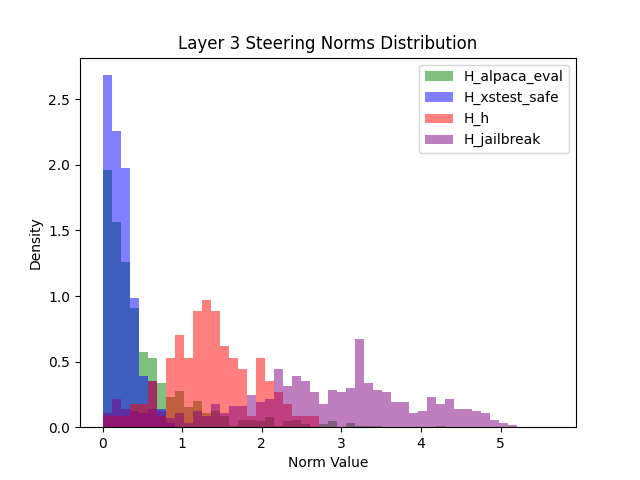 Layer 3 Steering Norms Distribution
H_alpaca_eval
H_xstest_safe
H_h
H_jailbreak
2.5
2.0
1.5
1.0
0.5
0.0
Density
0 1 2 3 4 5
Norm Value